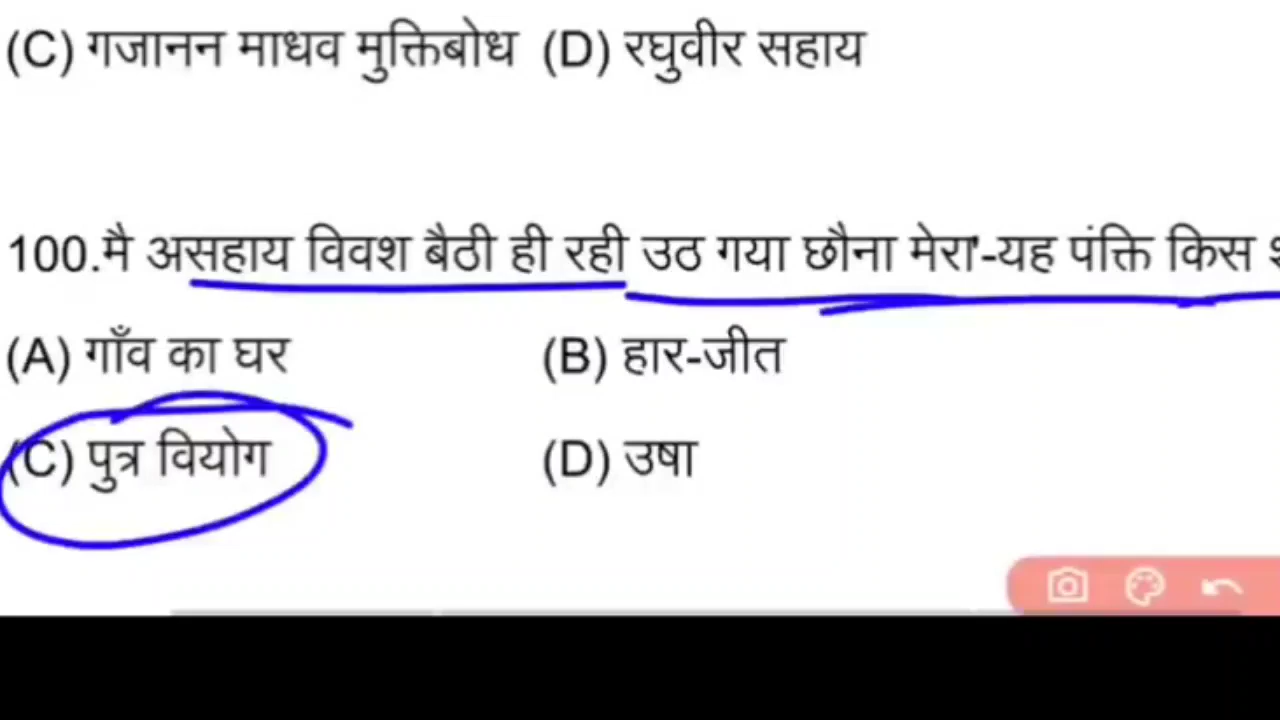 (C) गजानन माधव मुक्तिबोध (D) रघुवीर सहाय
100.मै असहाय विवश बैठी ही रही उठ गया छौना मेरा'-यह पंक्ति किस
(A) गाँव का घर (B) हार-जीत
(C) पुत्र वियोग (D) उषा